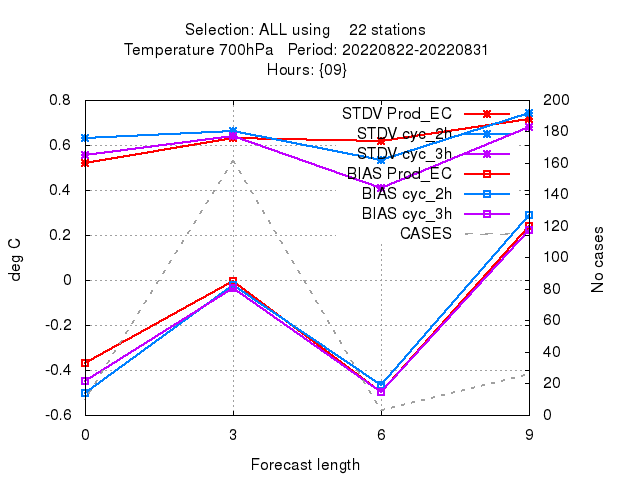 Selection: ALL using 22 stations
Temperature 700hPa Period: 20220822-20220831
Hours: {09}
0.8 200
STDV Prod_EC
STDV cyc_2h
STDV cyc_3h
BIAS Prod_EC
BIAS cyc_2h
BIAS cyc_3h
CASES
0.6
0.4
0.2
0
-0.2
-0.4
-0.6
180
160
140
120
100
80
60
40
20
0
deg C
No cases
0 3 6 9
Forecast length